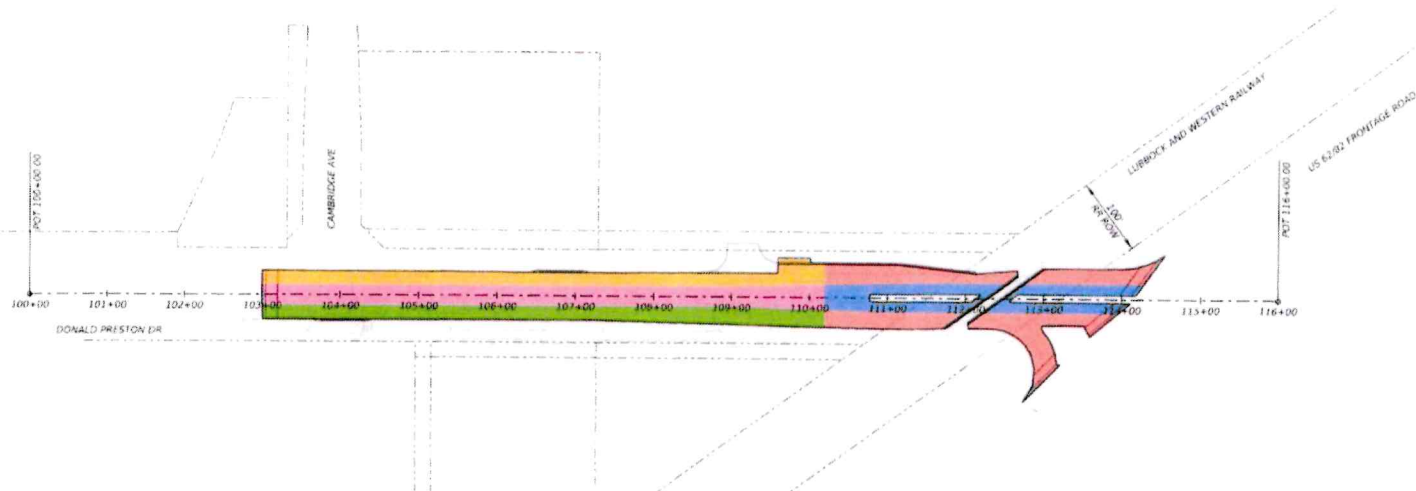 LUBBOCK AND WESTERN RAILWAY
US 62/82 FRONTAGE ROAD
100'
RR ROW
CAMBRIDGE AVE
POT 100+00.00
POT 116+00.00
100+00
101+00
102+00
103+00
104+00
105+00
106+00
107+00
108+00
109+00
110+00
111+00
112+00
113+00
114+00
115+00
116+00
DONALD PRESTON DR